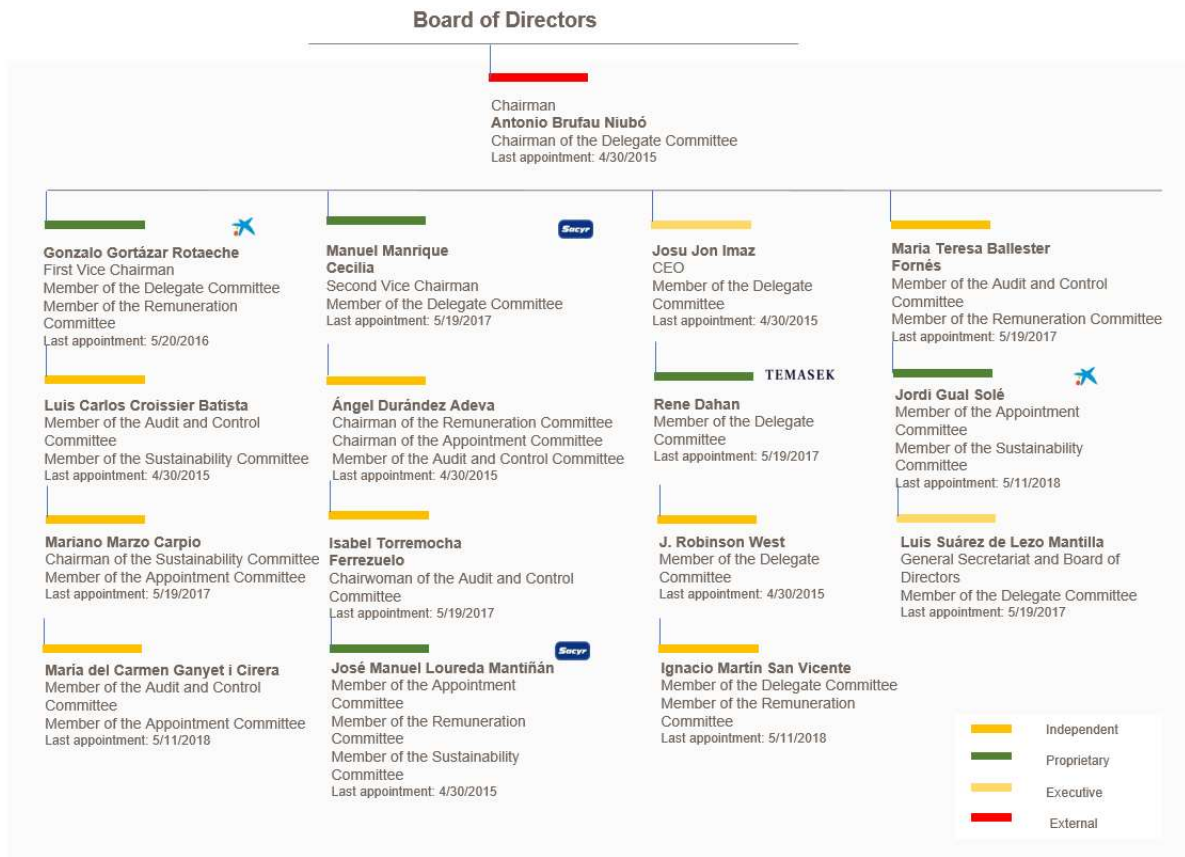 Board of Directors
Chairman
Antonio Brufau Niubó
Chairman of the Delegate Committee
Last appointment: 4/30/2015
Gonzalo Gortázar Rotaeche
First Vice Chairman
Member of the Delegate Committee
Member of the Remuneration
Committee
Last appointment: 5/20/2016
Sacyr
Manuel Manrique
Cecilia
Second Vice Chairman
Member of the Delegate Committee
Last appointment: 5/19/2017
Josu Jon Imaz
CEO
Member of the Delegate
Committee
Last appointment: 4/30/2015
Maria Teresa Ballester
Fornés
Member of the Audit and Control
Committee
Member of the Remuneration Committee
Last appointment: 5/19/2017
Luis Carlos Croissier Batista
Member of the Audit and Control
Committee
Member of the Sustainability Committee
Last appointment: 4/30/2015
Ángel Durández Adeva
Chairman of the Remuneration Committee
Chairman of the Appointment Committee
Member of the Audit and Control Committee
Last appointment: 4/30/2015
TEMASEK
Rene Dahan
Member of the Delegate
Committee
Last appointment: 5/19/2017
Jordi Gual Solé
Member of the Appointment
Committee
Member of the Sustainability
Committee
Last appointment: 5/11/2018
Mariano Marzo Carpio
Chairman of the Sustainability Committee
Member of the Appointment Committee
Last appointment: 5/19/2017
Isabel Torremocha
Ferrezuelo
Chairwoman of the Audit and Control
Committee
Last appointment: 5/19/2017
J. Robinson West
Member of the Delegate
Committee
Last appointment: 4/30/2015
Luis Suárez de Lezo Mantilla
General Secretariat and Board of
Directors
Member of the Delegate Committee
Last appointment: 5/19/2017
María del Carmen Ganyet i Cirera
Member of the Audit and Control
Committee
Member of the Appointment Committee
Last appointment: 5/11/2018
Sacyr
José Manuel Loureda Mantiñán
Member of the Appointment
Committee
Member of the Remuneration
Committee
Member of the Sustainability
Committee
Last appointment: 4/30/2015
Ignacio Martín San Vicente
Member of the Delegate Committee
Member of the Remuneration
Committee
Last appointment: 5/11/2018
Independent
Proprietary
Executive
External